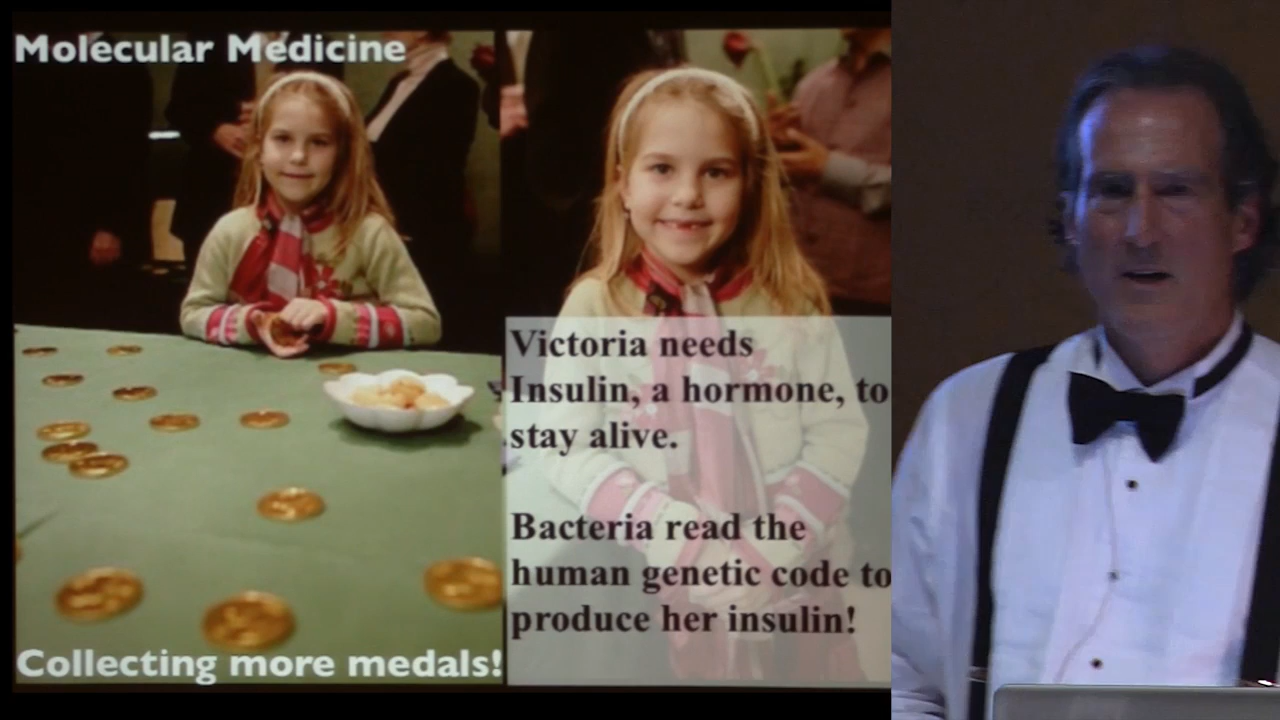 Molecular Medicine
Collecting more medals!
Victoria needs
Insulin, a hormone, to
stay alive.
Bacteria read the
human genetic code to
produce her insulin!